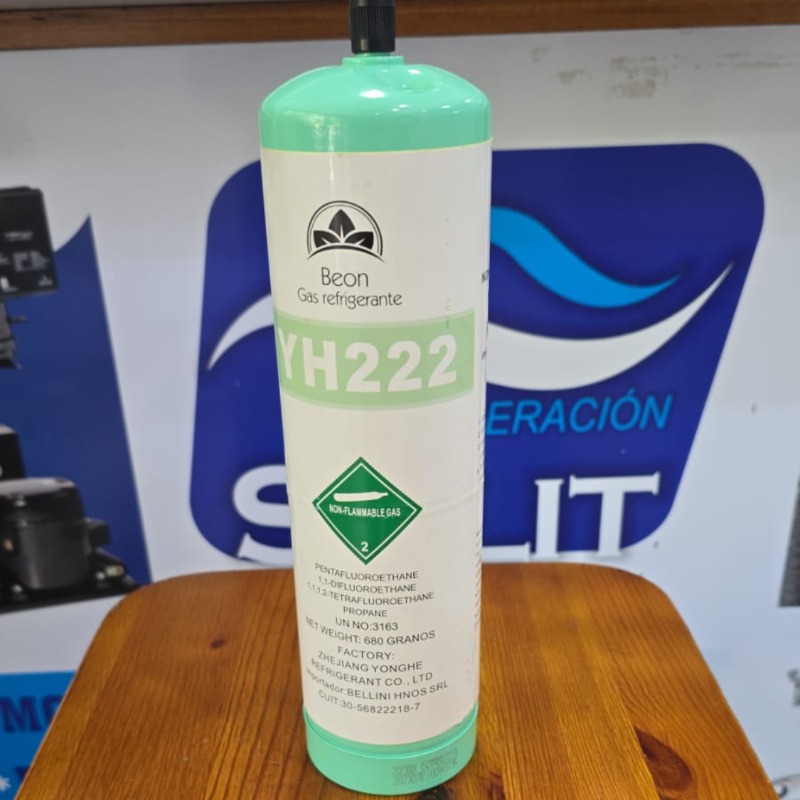 Beon
Gas refrigerante
YH222
ERACIÓN
S LIT
NON-FLAMMABLE GAS
2
PENTAFLUOROETHANE
1,1-DIFLUOROETHANE
1,1,1,2-TETRAFLUOROETHANE
PROPANE
UN NO:3163
NET WEIGHT: 680 GRANOS
FACTORY:
ZHEJIANG YONGHE
REFRIGERANT CO., LTD
Importador:BELLINI HNOS SRL
CUIT:30-56822218-7
MO